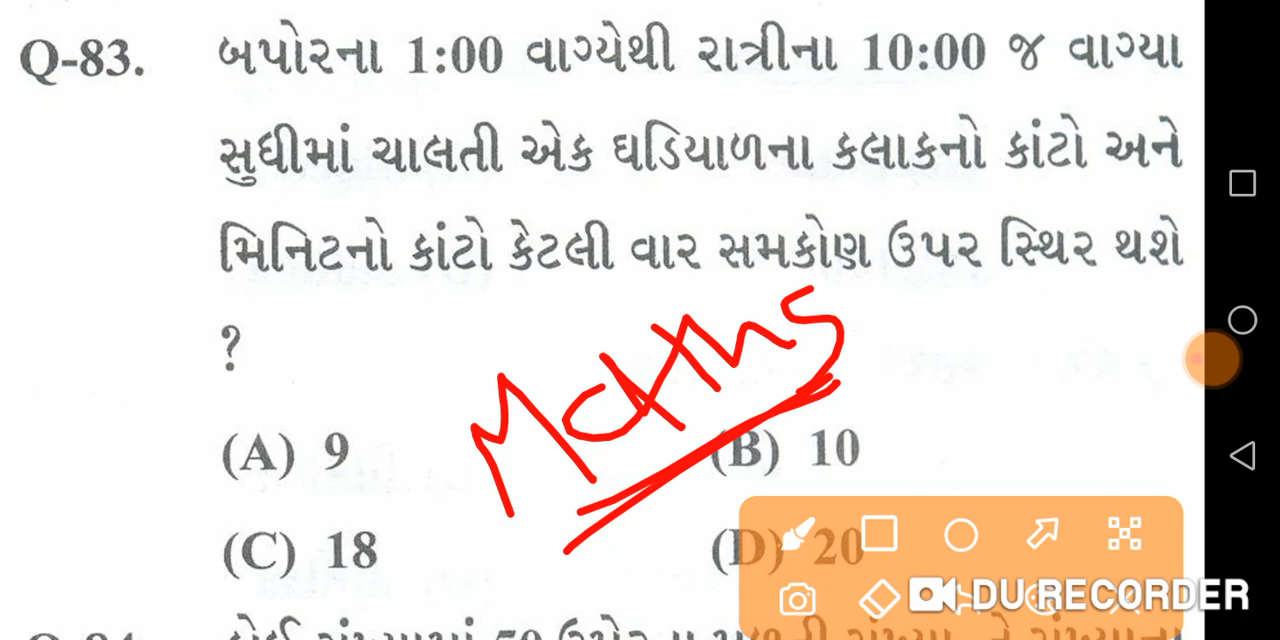 Q-83. બપોરના 1:00 વાગ્યેથી રાત્રીના 10:00 જ વાગ્યા
સુધીમાં ચાલતી એક ઘડિયાળના કલાકનો કાંટો અને
મિનિટનો કાંટો કેટલી વાર સમકોણ ઉપર સ્થિર થશે
?
Maths
(A) 9 (B) 10
(C) 18 (D) 20
DU RECORDER